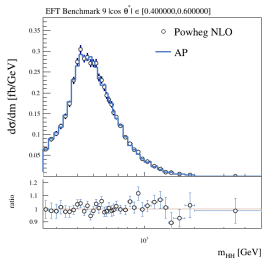 EFT Benchmark 9 |cos θ* | ∈ [0.400000,0.600000]
dσ/dm [fb/GeV]
0.35
0.3
0.25
0.2
0.15
0.1
0.05
Powheg NLO
AP
ratio
1.2
1.1
1
0.9
10³
m_HH [GeV]